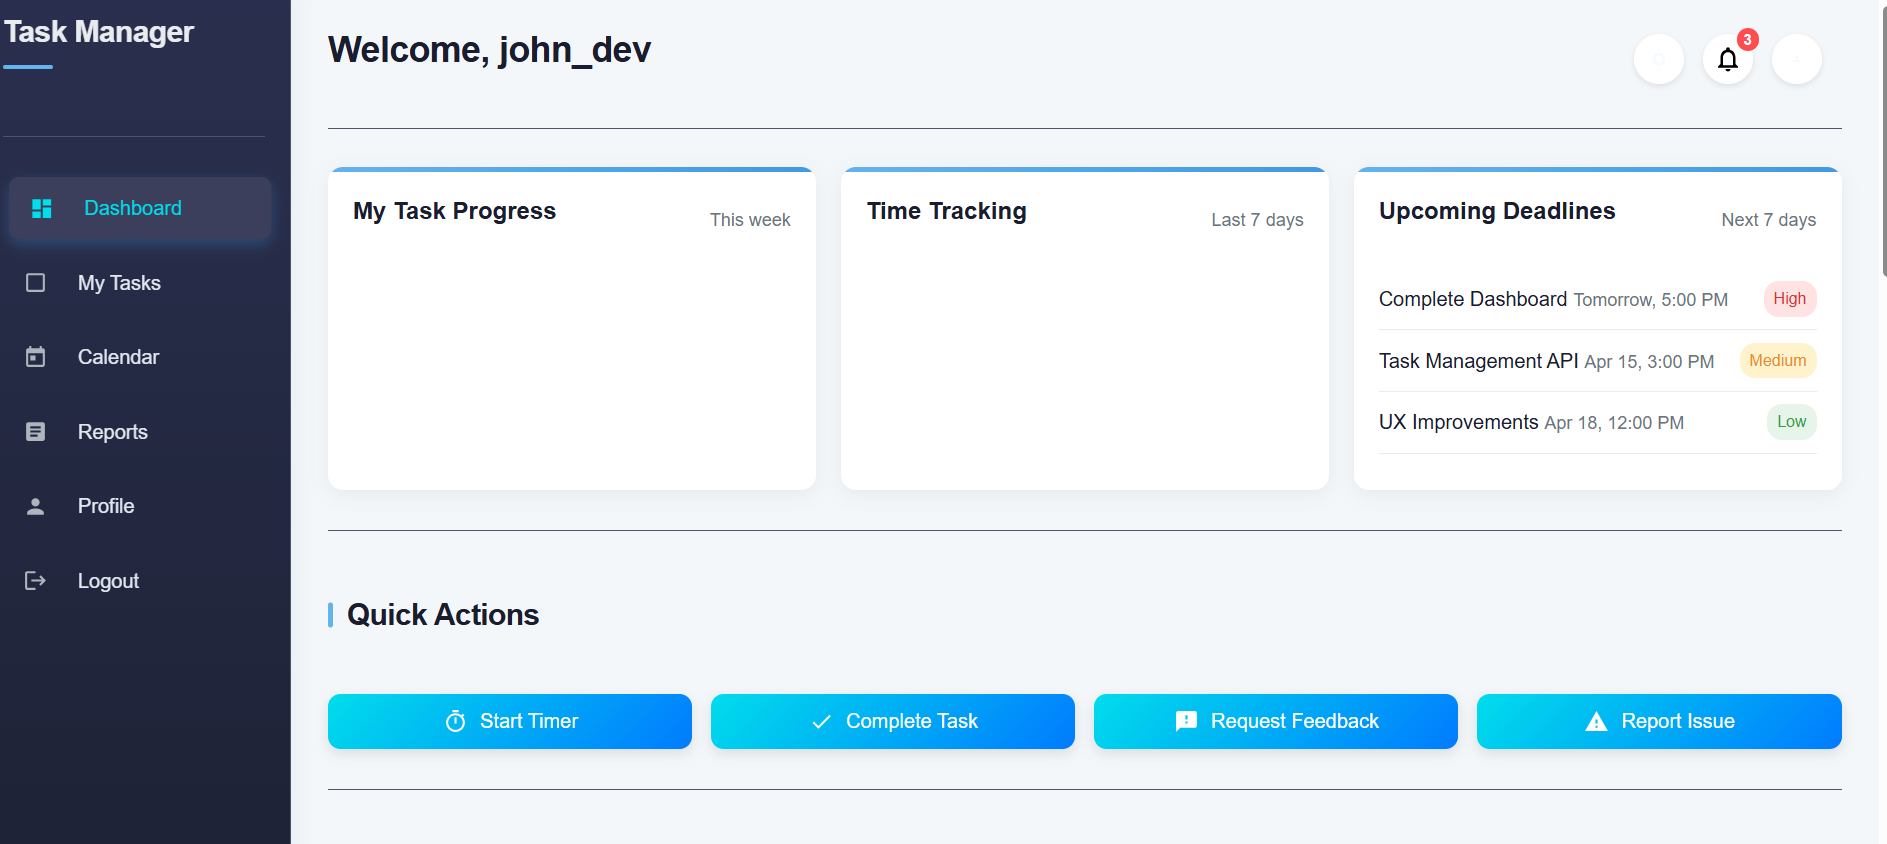 Task Manager
Dashboard
My Tasks
Calendar
Reports
Profile
Logout
Welcome, john_dev
3
My Task Progress
This week
Time Tracking
Last 7 days
Upcoming Deadlines
Next 7 days
Complete Dashboard Tomorrow, 5:00 PM High
Task Management API Apr 15, 3:00 PM Medium
UX Improvements Apr 18, 12:00 PM Low
Quick Actions
Start Timer
Complete Task
Request Feedback
Report Issue